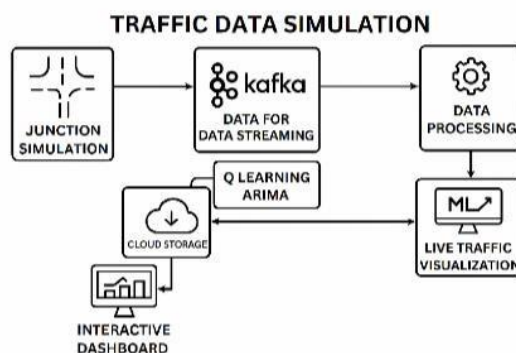 TRAFFIC DATA SIMULATION
JUNCTION
SIMULATION
kafka
DATA FOR
DATA STREAMING
DATA
PROCESSING
Q LEARNING
ARIMA
CLOUD STORAGE
ML
LIVE TRAFFIC
VISUALIZATION
INTERACTIVE
DASHBOARD